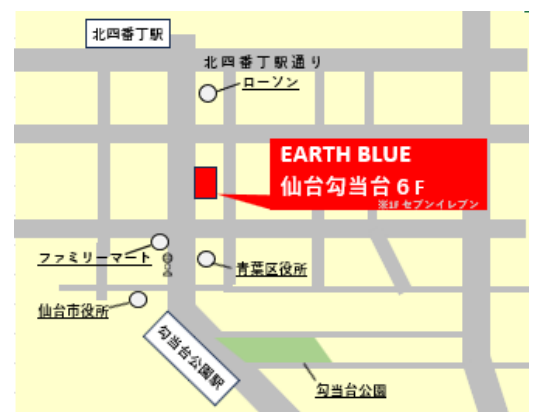 北四番丁駅
北四番丁駅通り
ローソン
EARTH BLUE
仙台勾当台6F
※1F セブンイレブン
ファミリーマート
青葉区役所
仙台市役所
勾当台公園駅
勾当台公園